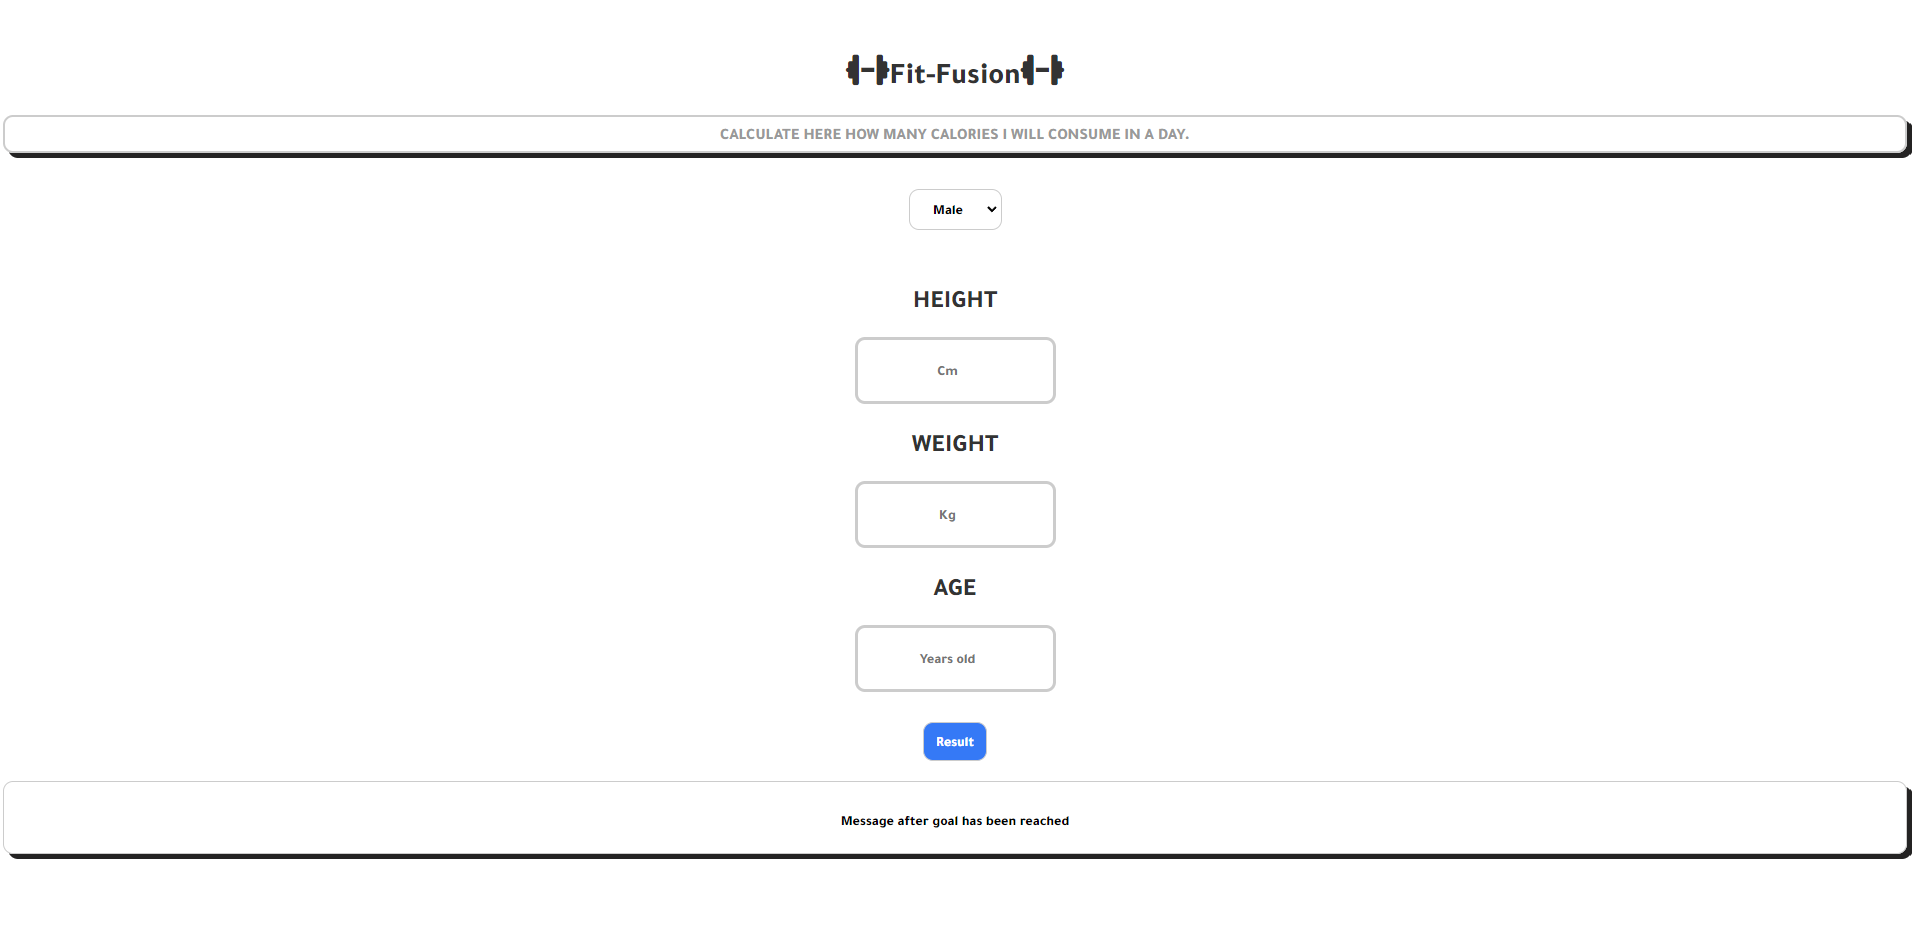 Fit-Fusion
CALCULATE HERE HOW MANY CALORIES I WILL CONSUME IN A DAY.
Male
HEIGHT
Cm
WEIGHT
Kg
AGE
Years old
Result
Message after goal has been reached